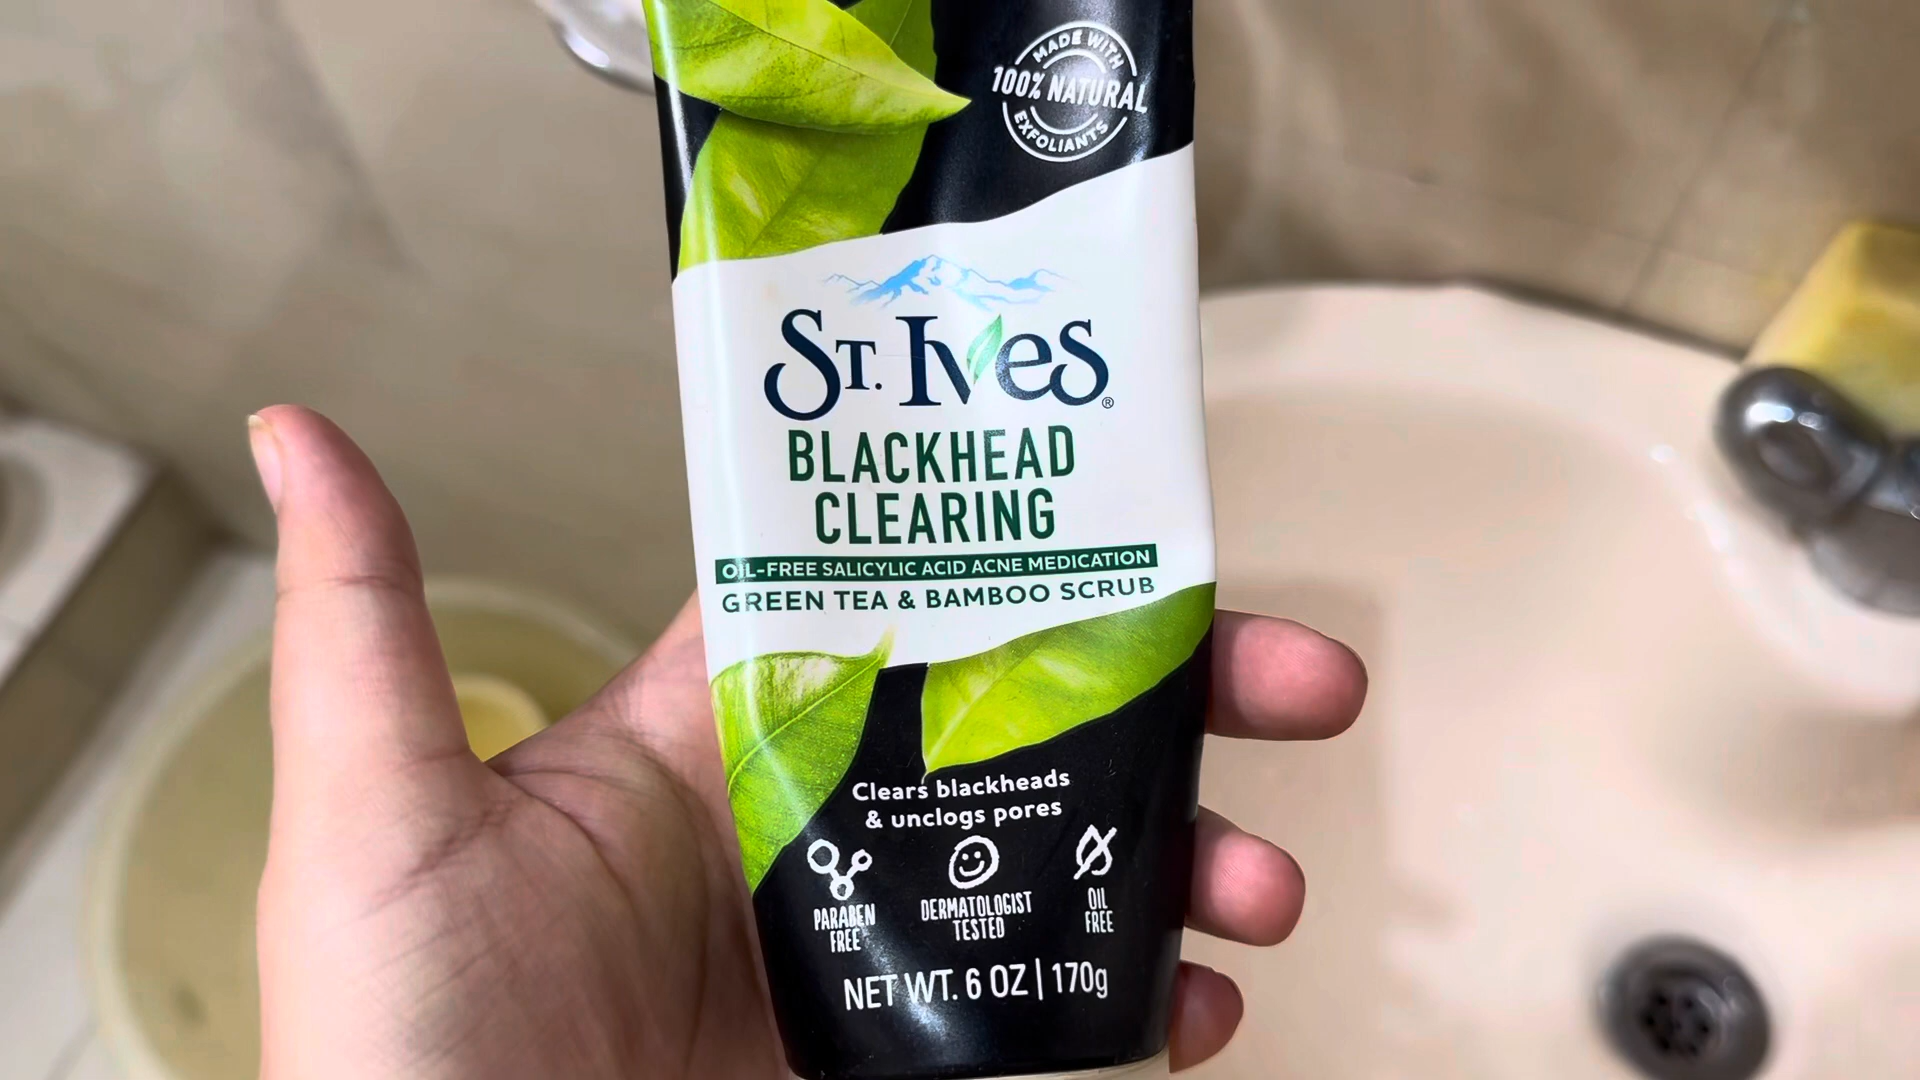 MADE WITH
100% NATURAL
EXFOLIANTS
ST. IVES®
BLACKHEAD
CLEARING
OIL-FREE SALICYLIC ACID ACNE MEDICATION
GREEN TEA & BAMBOO SCRUB
Clears blackheads
& unclogs pores
PARABEN
FREE
DERMATOLOGIST
TESTED
OIL
FREE
NET WT. 6 OZ | 170g